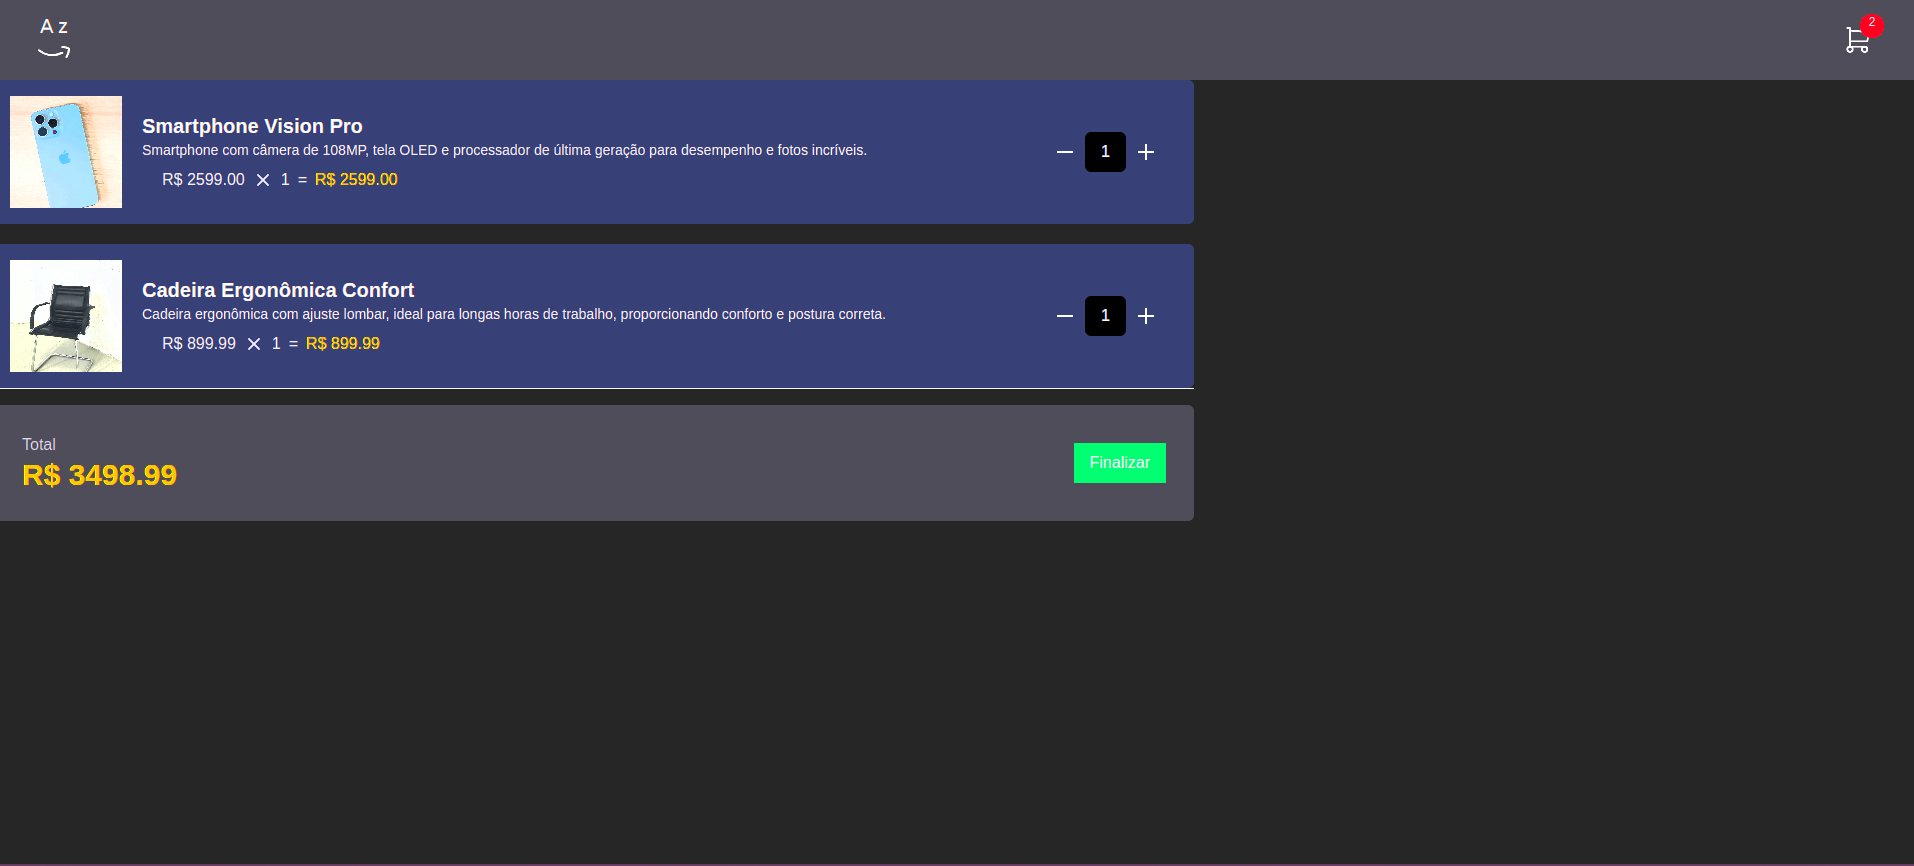 A z
2
Smartphone Vision Pro
Smartphone com câmera de 108MP, tela OLED e processador de última geração para desempenho e fotos incríveis.
R$ 2599.00 × 1 = R$ 2599.00
1
Cadeira Ergonômica Confort
Cadeira ergonômica com ajuste lombar, ideal para longas horas de trabalho, proporcionando conforto e postura correta.
R$ 899.99 × 1 = R$ 899.99
1
Total
R$ 3498.99
Finalizar